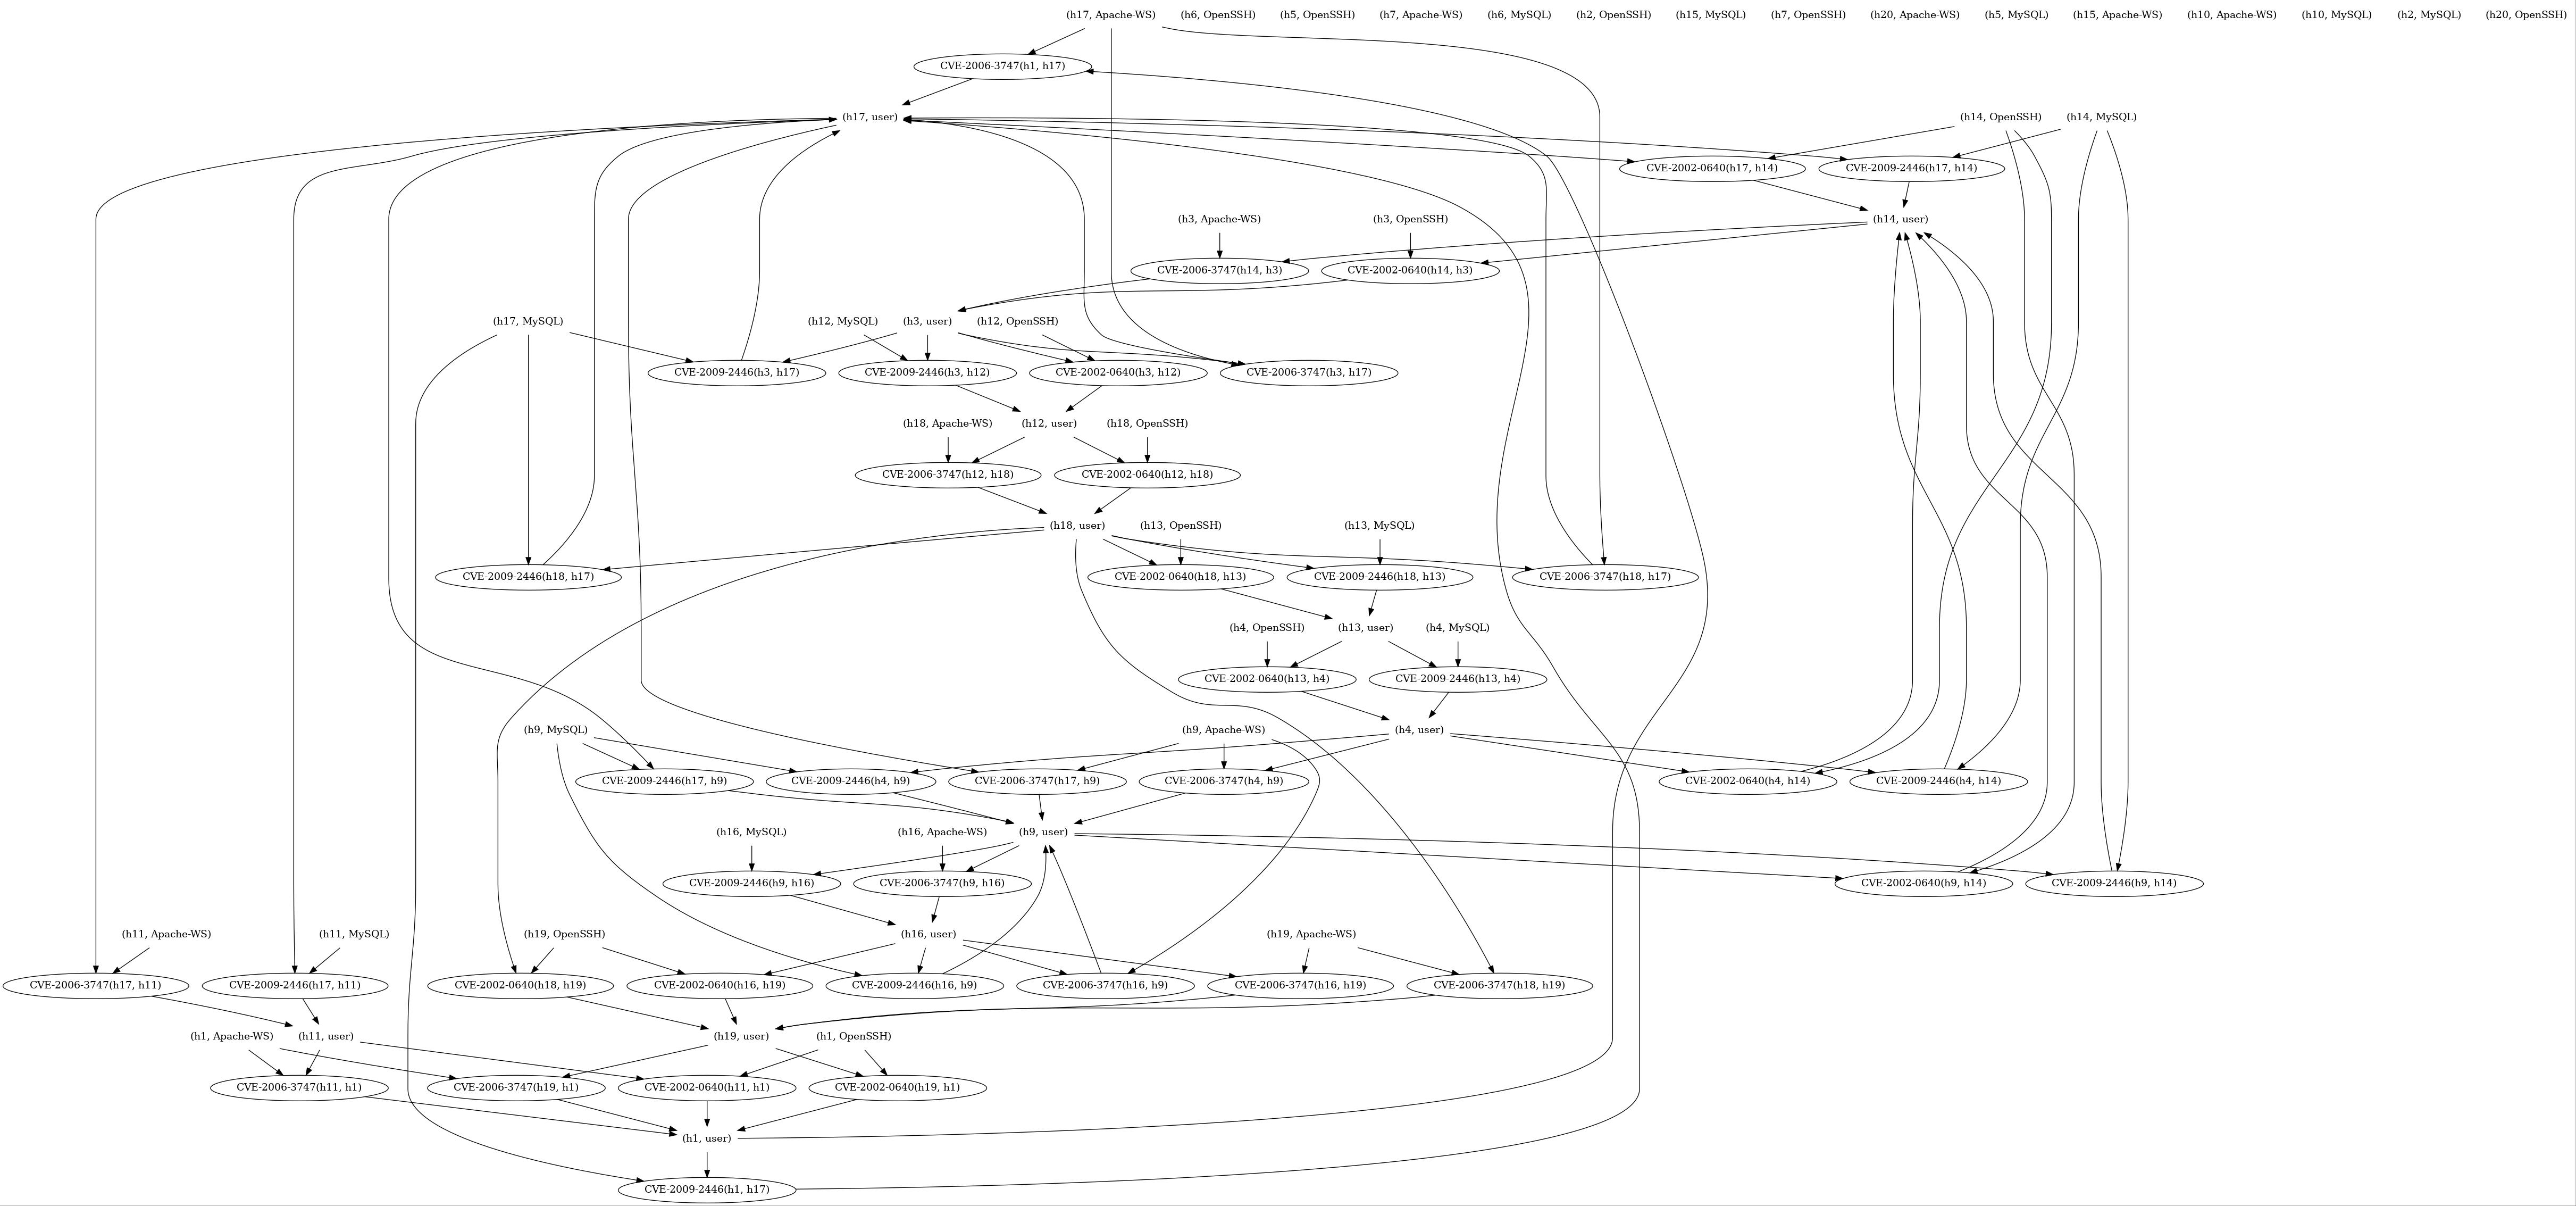 (h17, Apache-WS) (h6, OpenSSH) (h5, OpenSSH) (h7, Apache-WS) (h6, MySQL) (h2, OpenSSH) (h15, MySQL) (h7, OpenSSH) (h20, Apache-WS) (h5, MySQL) (h15, Apache-WS) (h10, Apache-WS) (h10, MySQL) (h2, MySQL) (h20, OpenSSH)
CVE-2006-3747(h1, h17)
(h17, user) (h14, OpenSSH) (h14, MySQL)
CVE-2002-0640(h17, h14) CVE-2009-2446(h17, h14)
(h3, Apache-WS) (h3, OpenSSH) (h14, user)
CVE-2006-3747(h14, h3) CVE-2002-0640(h14, h3)
(h17, MySQL) (h12, MySQL) (h3, user) (h12, OpenSSH)
CVE-2009-2446(h3, h17) CVE-2009-2446(h3, h12) CVE-2002-0640(h3, h12) CVE-2006-3747(h3, h17)
(h18, Apache-WS) (h12, user) (h18, OpenSSH)
CVE-2006-3747(h12, h18) CVE-2002-0640(h12, h18)
(h18, user) (h13, OpenSSH) (h13, MySQL)
CVE-2009-2446(h18, h17) CVE-2002-0640(h18, h13) CVE-2009-2446(h18, h13) CVE-2006-3747(h18, h17)
(h4, OpenSSH) (h13, user) (h4, MySQL)
CVE-2002-0640(h13, h4) CVE-2009-2446(h13, h4)
(h9, MySQL) (h9, Apache-WS) (h4, user)
CVE-2009-2446(h17, h9) CVE-2009-2446(h4, h9) CVE-2006-3747(h17, h9) CVE-2006-3747(h4, h9) CVE-2002-0640(h4, h14) CVE-2009-2446(h4, h14)
(h16, MySQL) (h16, Apache-WS) (h9, user)
CVE-2009-2446(h9, h16) CVE-2006-3747(h9, h16) CVE-2002-0640(h9, h14) CVE-2009-2446(h9, h14)
(h11, Apache-WS) (h11, MySQL) (h19, OpenSSH) (h16, user) (h19, Apache-WS)
CVE-2006-3747(h17, h11) CVE-2009-2446(h17, h11) CVE-2002-0640(h18, h19) CVE-2002-0640(h16, h19) CVE-2009-2446(h16, h9) CVE-2006-3747(h16, h9) CVE-2006-3747(h16, h19) CVE-2006-3747(h18, h19)
(h1, Apache-WS) (h11, user) (h19, user) (h1, OpenSSH)
CVE-2006-3747(h11, h1) CVE-2006-3747(h19, h1) CVE-2002-0640(h11, h1) CVE-2002-0640(h19, h1)
(h1, user)
CVE-2009-2446(h1, h17)